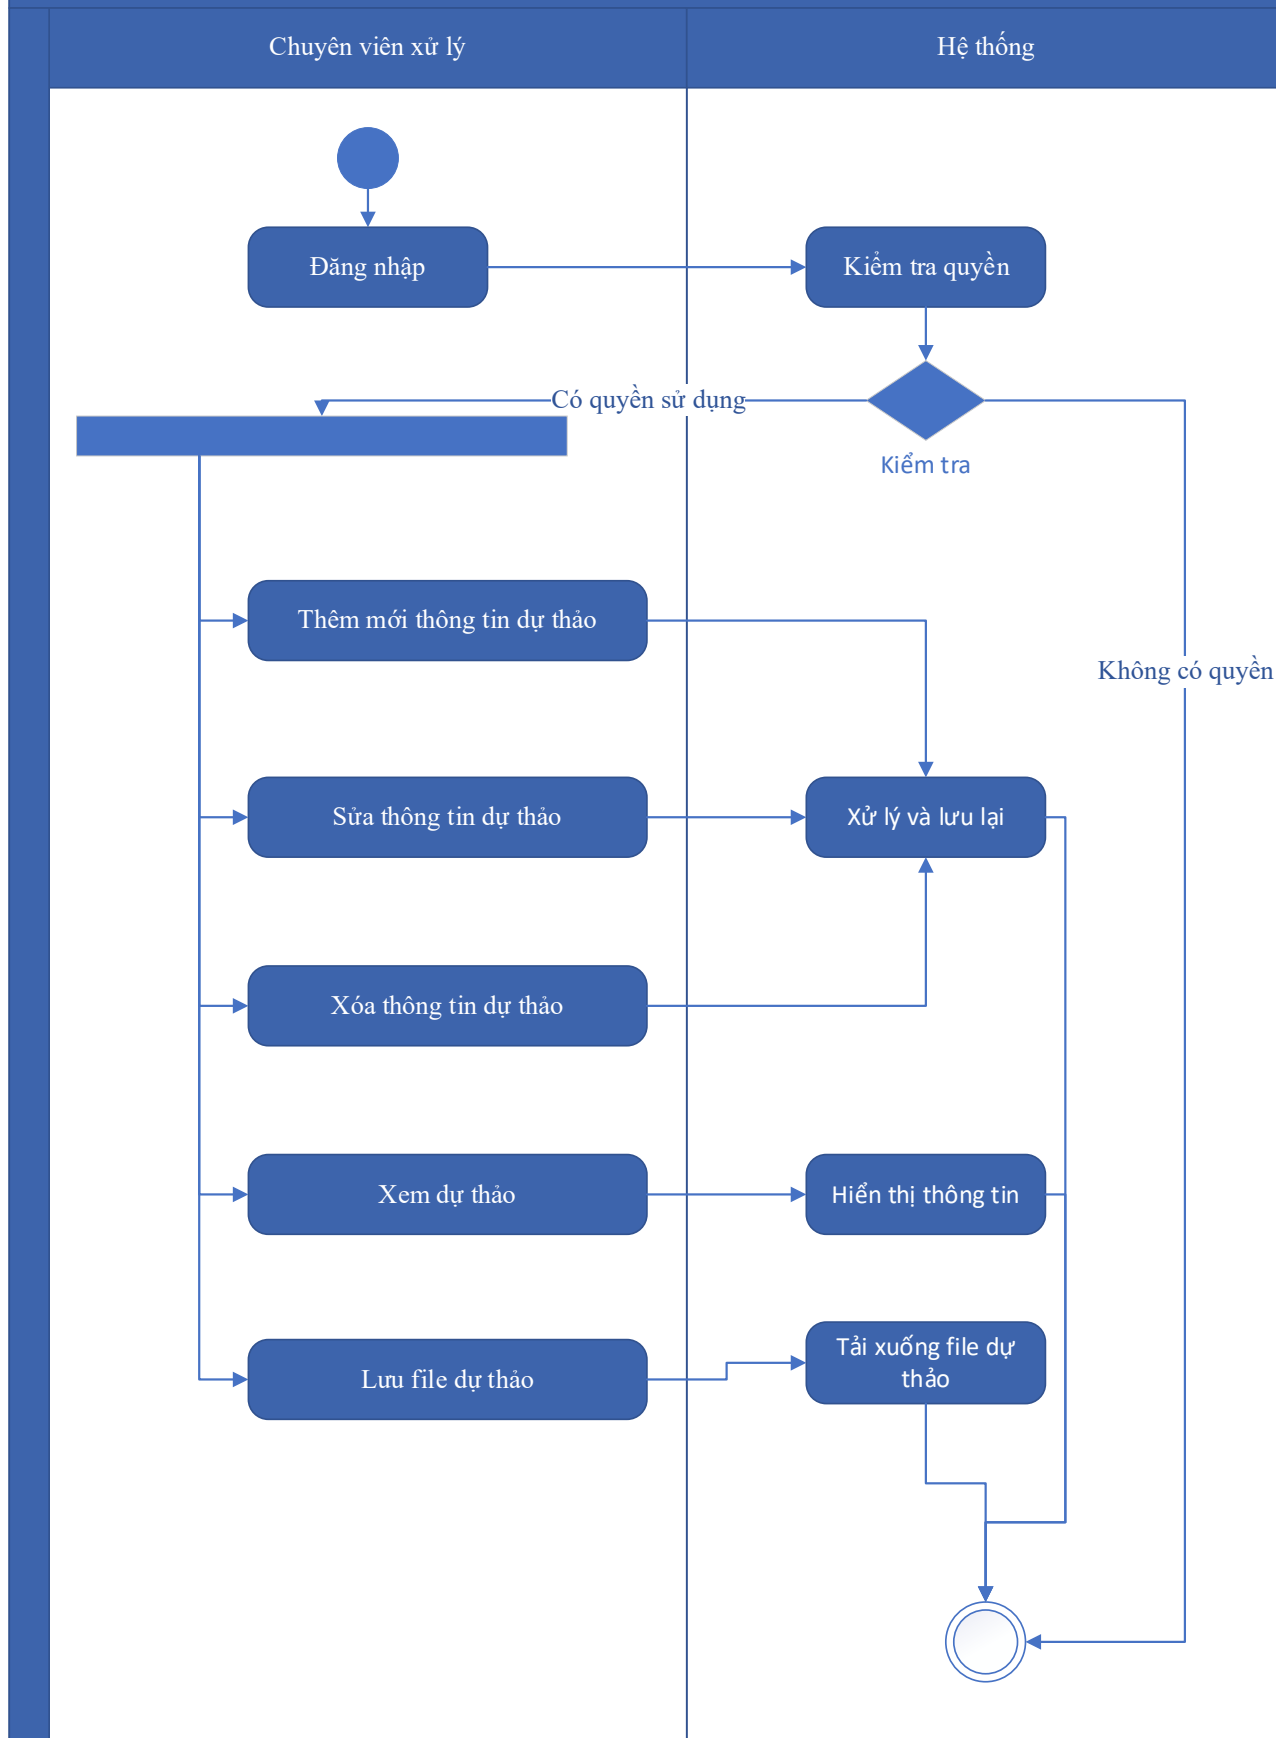 Chuyên viên xử lý
Hệ thống
Đăng nhập
Kiểm tra quyền
Có quyền sử dụng
Kiểm tra
Thêm mới thông tin dự thảo
Không có quyền
Sửa thông tin dự thảo
Xử lý và lưu lại
Xóa thông tin dự thảo
Xem dự thảo
Hiển thị thông tin
Lưu file dự thảo
Tải xuống file dự
thảo